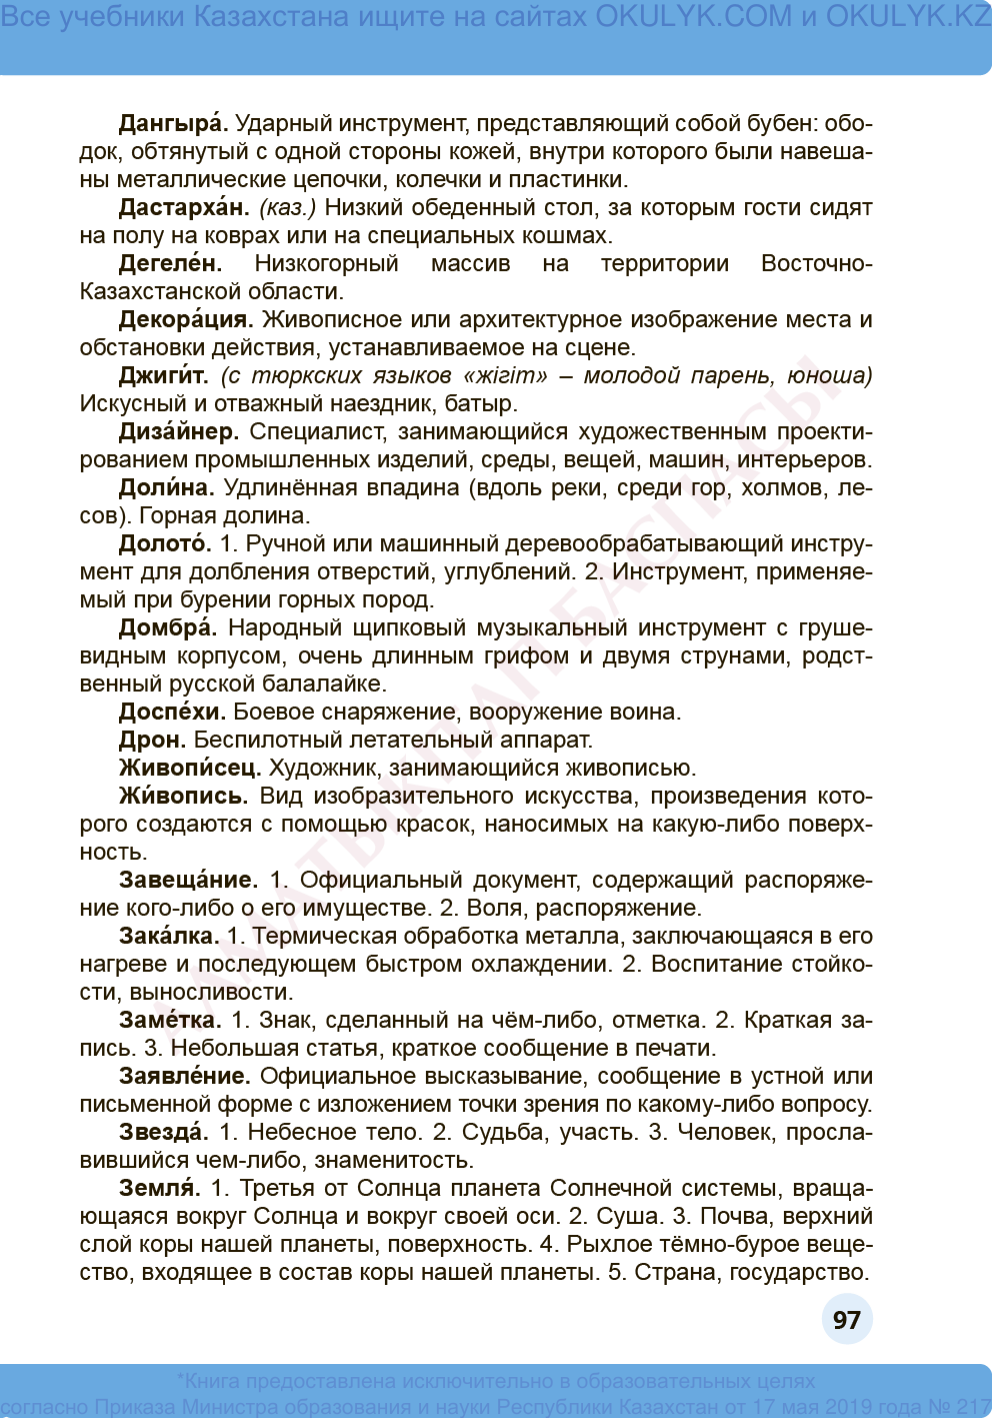 Все учебники Казахстана ищите на сайтах OKULYK.COM и OKULYK.KZ
Дангыра́. Ударный инструмент, представляющий собой бубен: обо-
док, обтянутый с одной стороны кожей, внутри которого были навеша-
ны металлические цепочки, колечки и пластинки.
Дастарха́н. (каз.) Низкий обеденный стол, за которым гости сидят
на полу на коврах или на специальных кошмах.
Дегеле́н. Низкогорный массив на территории Восточно-
Казахстанской области.
Декора́ция. Живописное или архитектурное изображение места и
обстановки действия, устанавливаемое на сцене.
Джиги́т. (с тюркских языков «жігіт» – молодой парень, юноша)
Искусный и отважный наездник, батыр.
Диза́йнер. Специалист, занимающийся художественным проекти-
рованием промышленных изделий, среды, вещей, машин, интерьеров.
Доли́на. Удлинённая впадина (вдоль реки, среди гор, холмов, ле-
сов). Горная долина.
Долото́. 1. Ручной или машинный деревообрабатывающий инстру-
мент для долбления отверстий, углублений. 2. Инструмент, применяе-
мый при бурении горных пород.
Домбра́. Народный щипковый музыкальный инструмент с груше-
видным корпусом, очень длинным грифом и двумя струнами, родст-
венный русской балалайке.
Доспе́хи. Боевое снаряжение, вооружение воина.
Дрон. Беспилотный летательный аппарат.
Живопи́сец. Художник, занимающийся живописью.
Жи́вопись. Вид изобразительного искусства, произведения кото-
рого создаются с помощью красок, наносимых на какую-либо поверх-
ность.
Завеща́ние. 1. Официальный документ, содержащий распоряже-
ние кого-либо о его имуществе. 2. Воля, распоряжение.
Зака́лка. 1. Термическая обработка металла, заключающаяся в его
нагреве и последующем быстром охлаждении. 2. Воспитание стойко-
сти, выносливости.
Заме́тка. 1. Знак, сделанный на чём-либо, отметка. 2. Краткая за-
пись. 3. Небольшая статья, краткое сообщение в печати.
Заявле́ние. Официальное высказывание, сообщение в устной или
письменной форме с изложением точки зрения по какому-либо вопросу.
Звезда́. 1. Небесное тело. 2. Судьба, участь. 3. Человек, просла-
вившийся чем-либо, знаменитость.
Земля́. 1. Третья от Солнца планета Солнечной системы, враща-
ющаяся вокруг Солнца и вокруг своей оси. 2. Суша. 3. Почва, верхний
слой коры нашей планеты, поверхность. 4. Рыхлое тёмно-бурое веще-
ство, входящее в состав коры нашей планеты. 5. Страна, государство.
АЛМАТЫКІТАП БАСПАСЫ
97
*Книга предоставлена исключительно в образовательных целях
согласно Приказа Министра образования и науки Республики Казахстан от 17 мая 2019 года № 217